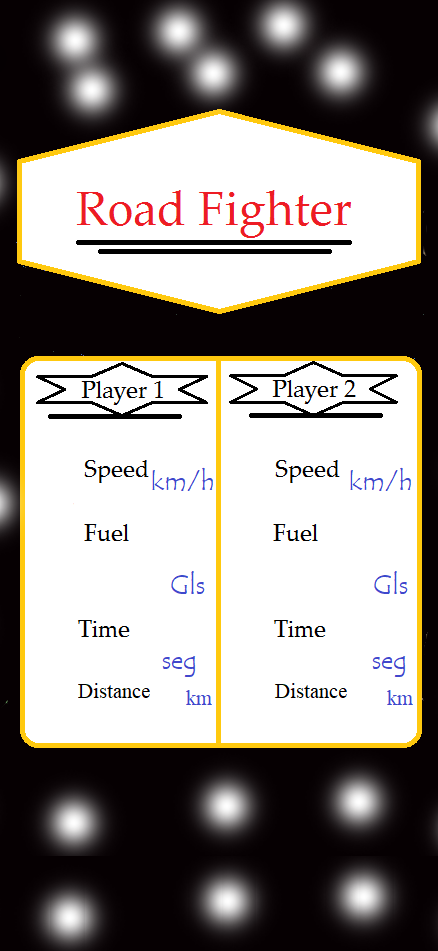 Road Fighter
Player 1
Speed km/h
Fuel
Gls
Time
seg
Distance km
Player 2
Speed km/h
Fuel
Gls
Time
seg
Distance km